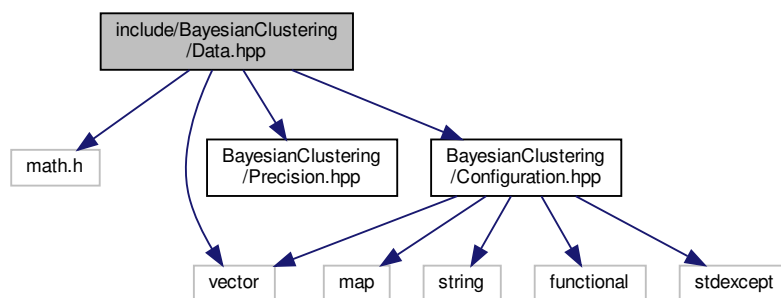 include/BayesianClustering
/Data.hpp
math.h
BayesianClustering
/Precision.hpp
BayesianClustering
/Configuration.hpp
vector
map
string
functional
stdexcept